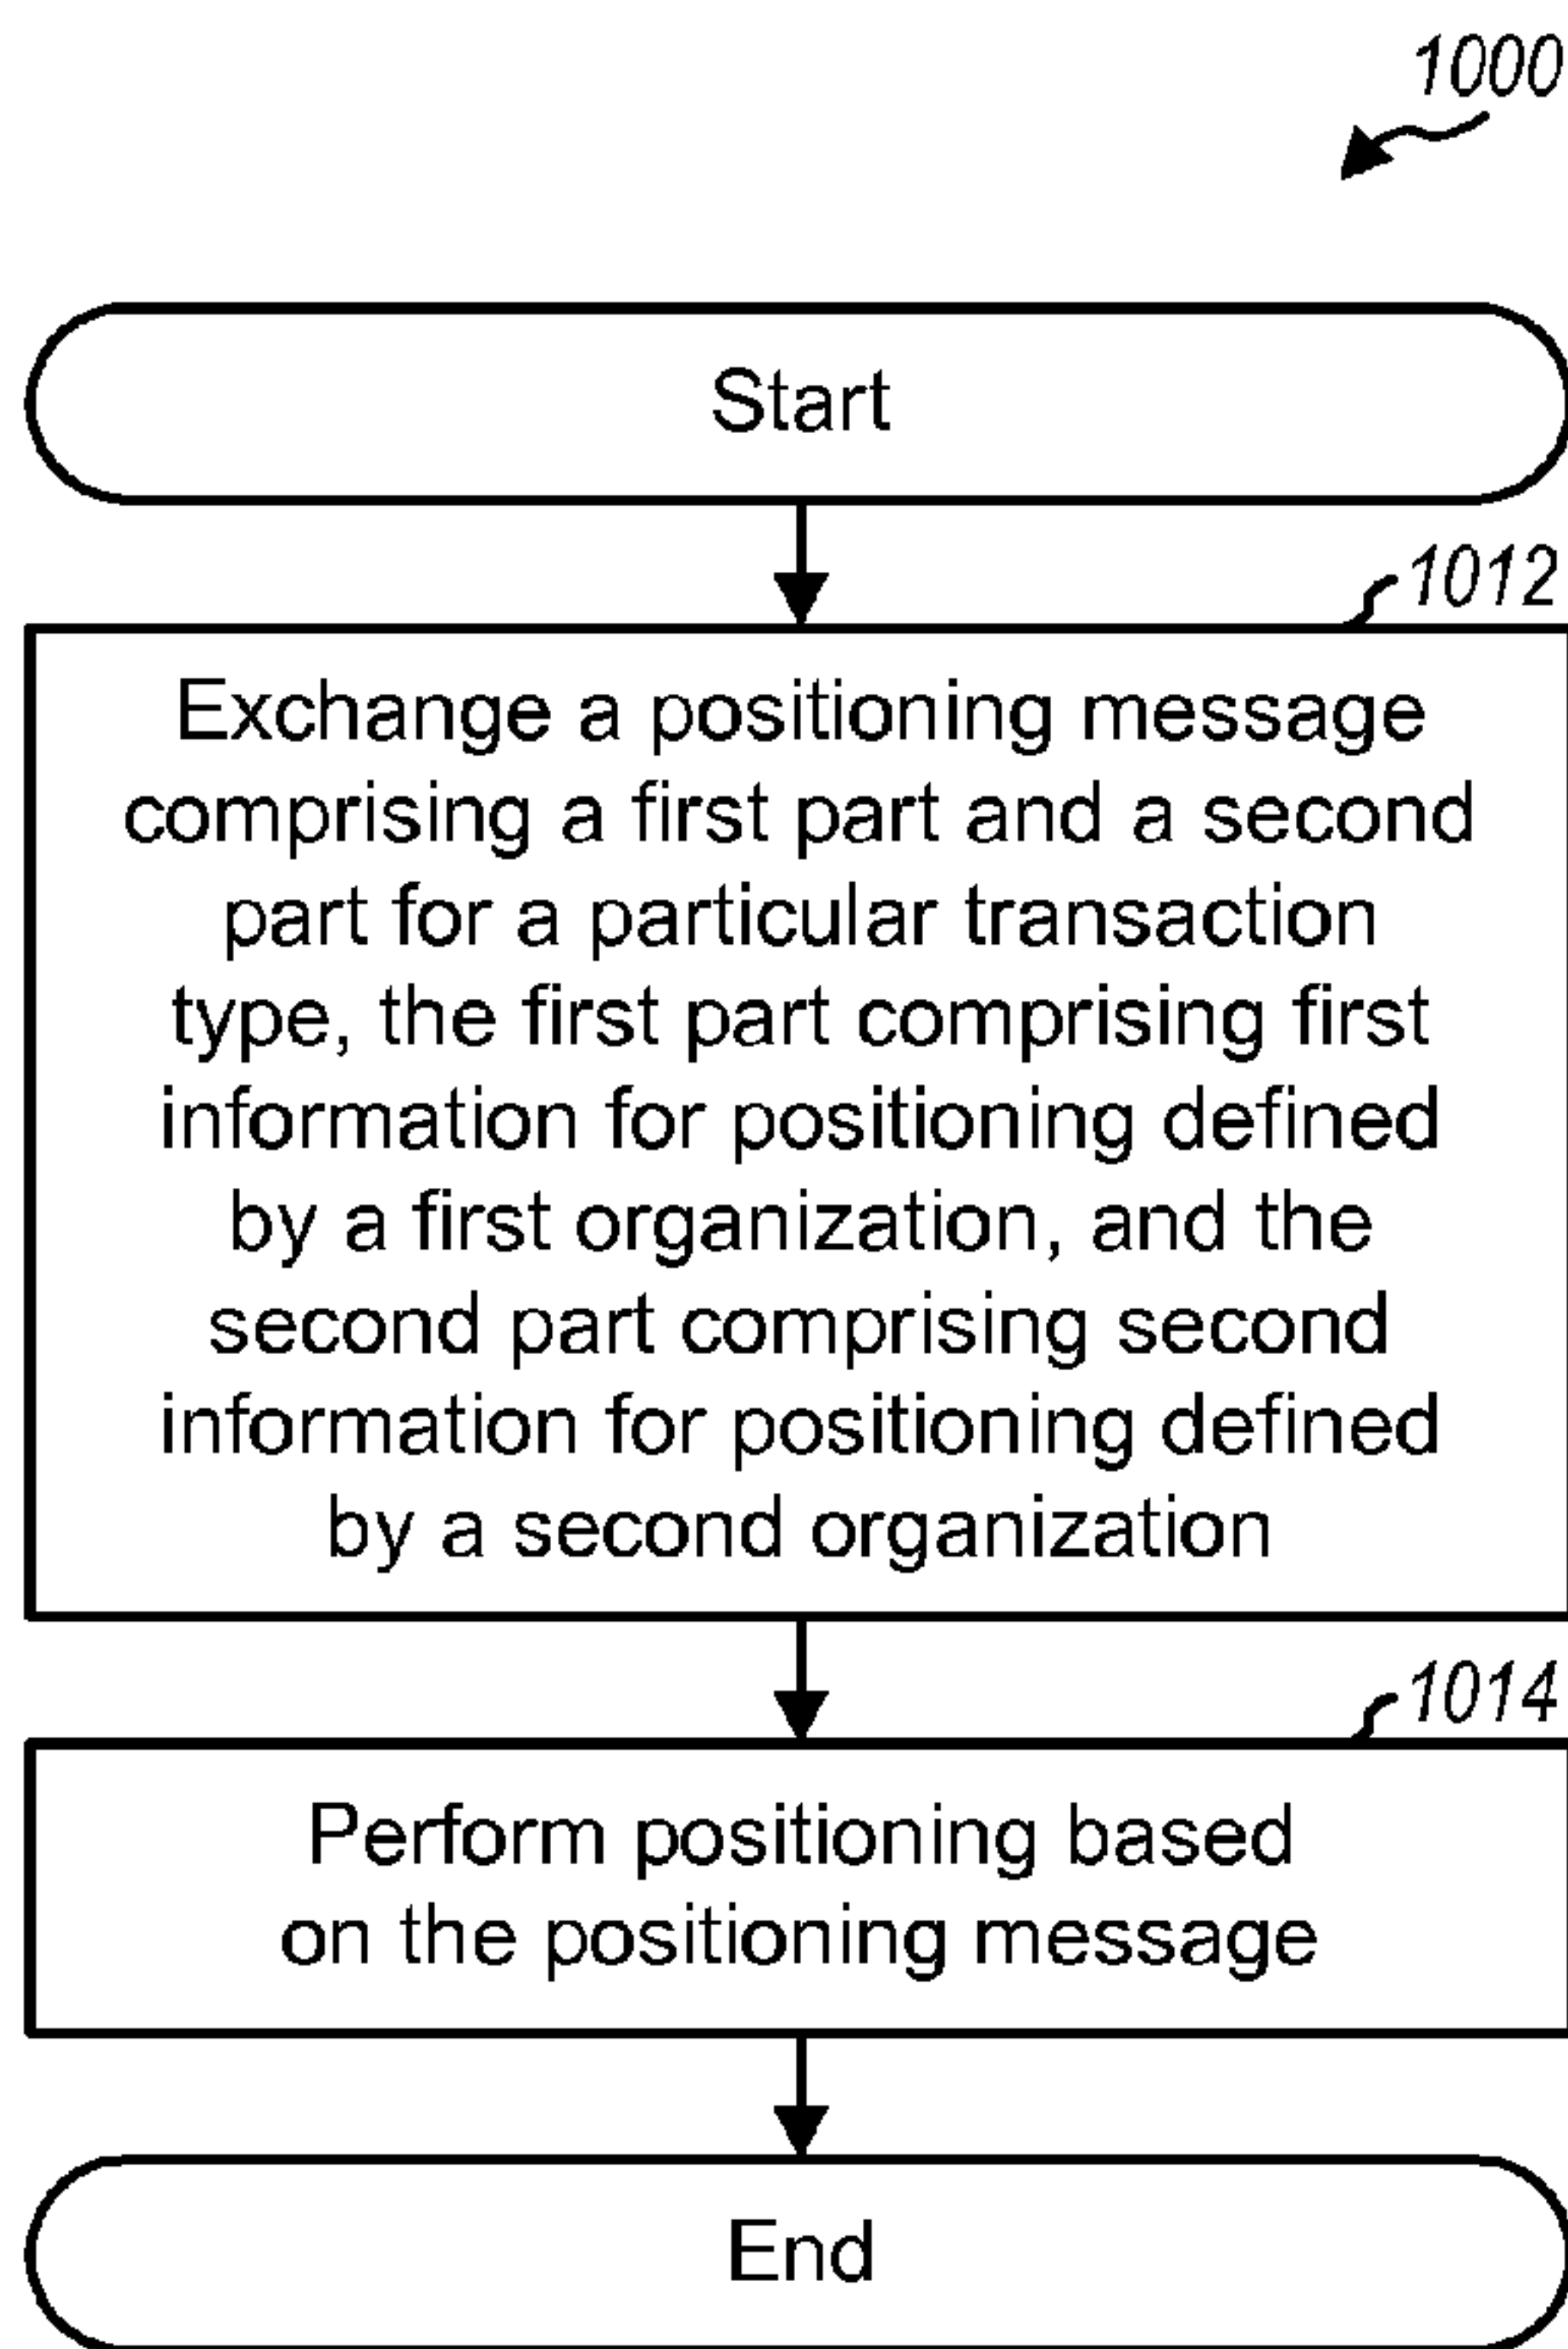 1000
Start
1012
Exchange a positioning message
comprising a first part and a second
part for a particular transaction
type, the first part comprising first
information for positioning defined
by a first organization, and the
second part comprising second
information for positioning defined
by a second organization
1014
Perform positioning based
on the positioning message
End